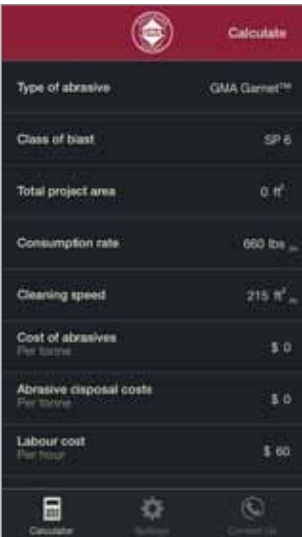 Calculate
Type of abrasive GMA Garnet™
Class of blast SP 6
Total project area 0 ft²
Consumption rate 660 lbs
Cleaning speed 215 ft²
Cost of abrasives
Per tonne
$ 0
Abrasive disposal costs
Per tonne
$ 0
Labour cost
Per hour
$ 60
Calculator Settings Contact Us